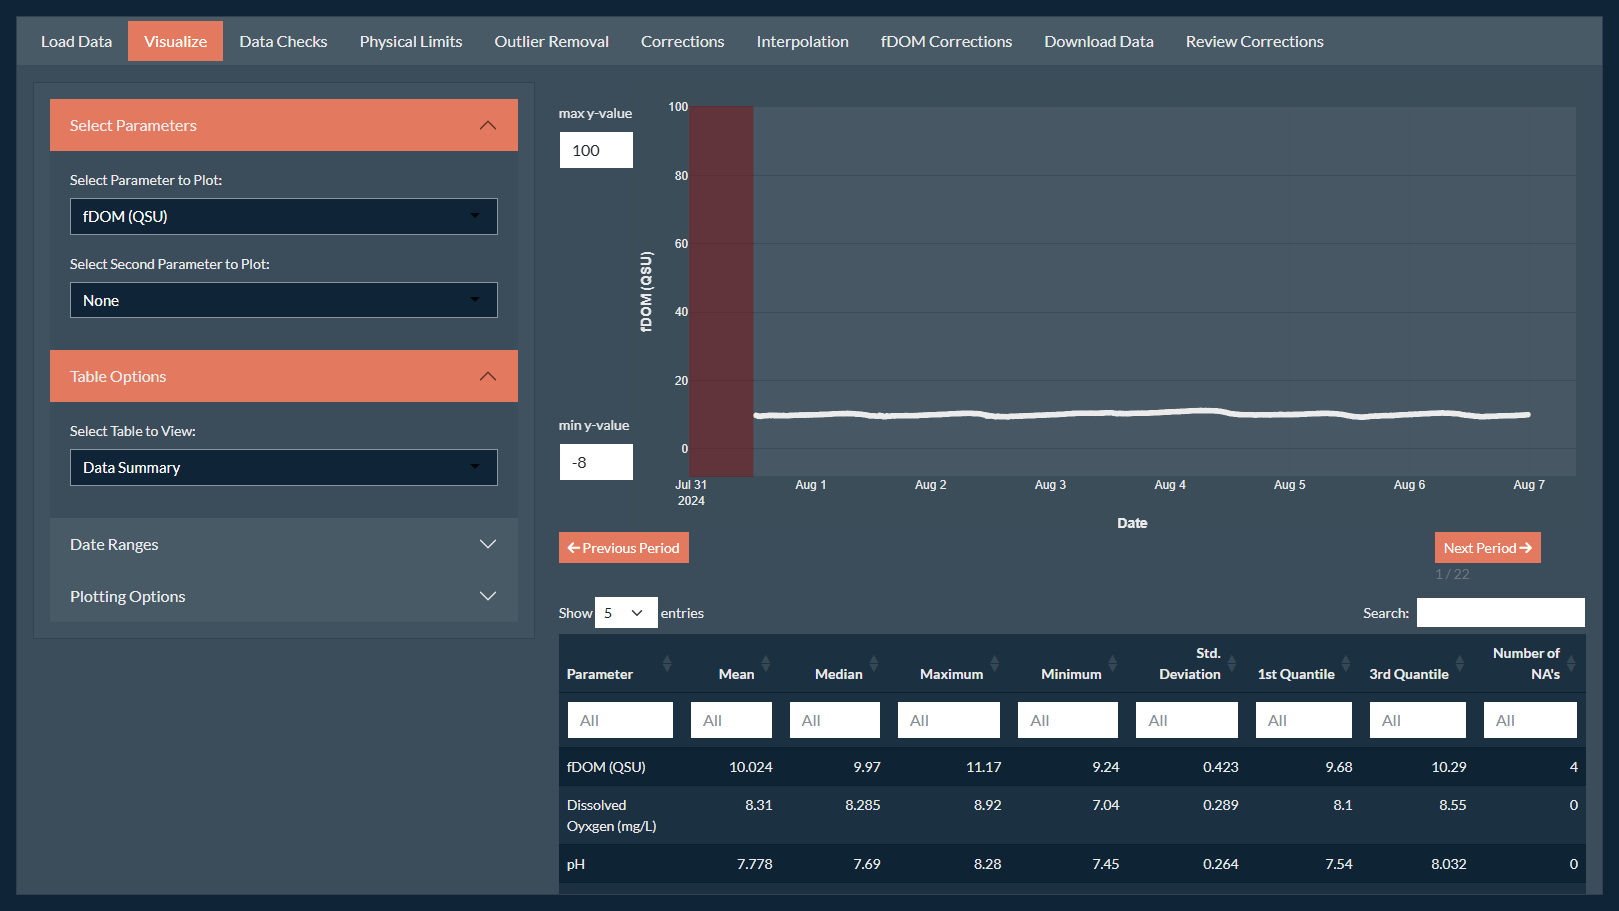 Load Data Visualize Data Checks Physical Limits Outlier Removal Corrections Interpolation fDOM Corrections Download Data Review Corrections
Select Parameters
Select Parameter to Plot:
fDOM (QSU)
Select Second Parameter to Plot:
None
Table Options
Select Table to View:
Data Summary
Date Ranges
Plotting Options
max y-value
100
min y-value
-8
fDOM (QSU)
100
80
60
40
20
0
Jul 31 Aug 1 Aug 2 Aug 3 Aug 4 Aug 5 Aug 6 Aug 7
2024
Date
Previous Period
Next Period
1 / 22
Show 5 entries
Search:
Parameter Mean Median Maximum Minimum Std. Deviation 1st Quantile 3rd Quantile Number of NA's
All All All All All All All All All
fDOM (QSU) 10.024 9.97 11.17 9.24 0.423 9.68 10.29 4
Dissolved 8.31 8.285 8.92 7.04 0.289 8.1 8.55 0
Oyxgen (mg/L)
pH 7.778 7.69 8.28 7.45 0.264 7.54 8.032 0